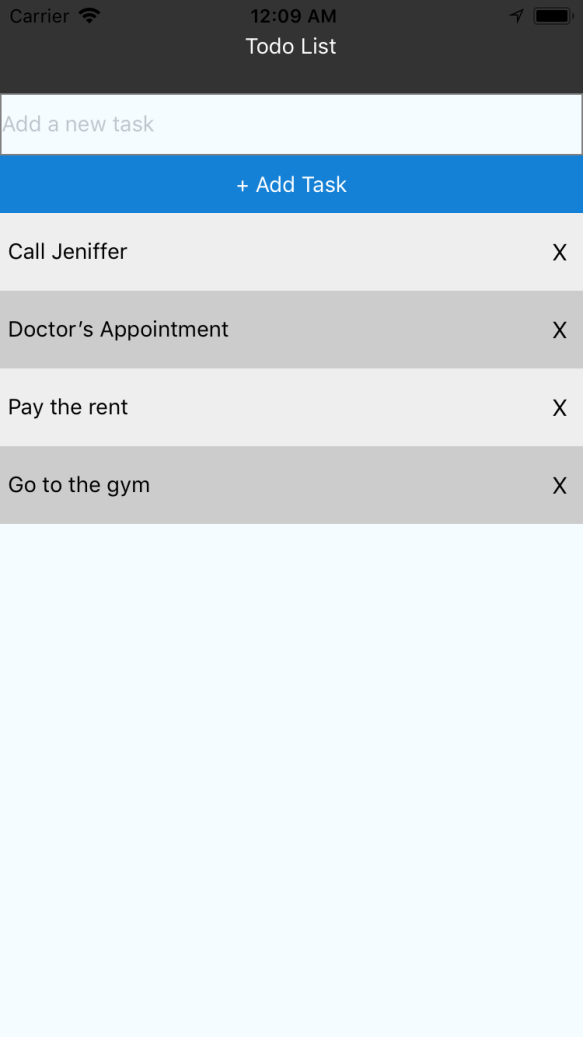 Carrier 12:09 AM
Todo List
Add a new task
+ Add Task
Call Jeniffer X
Doctor’s Appointment X
Pay the rent X
Go to the gym X